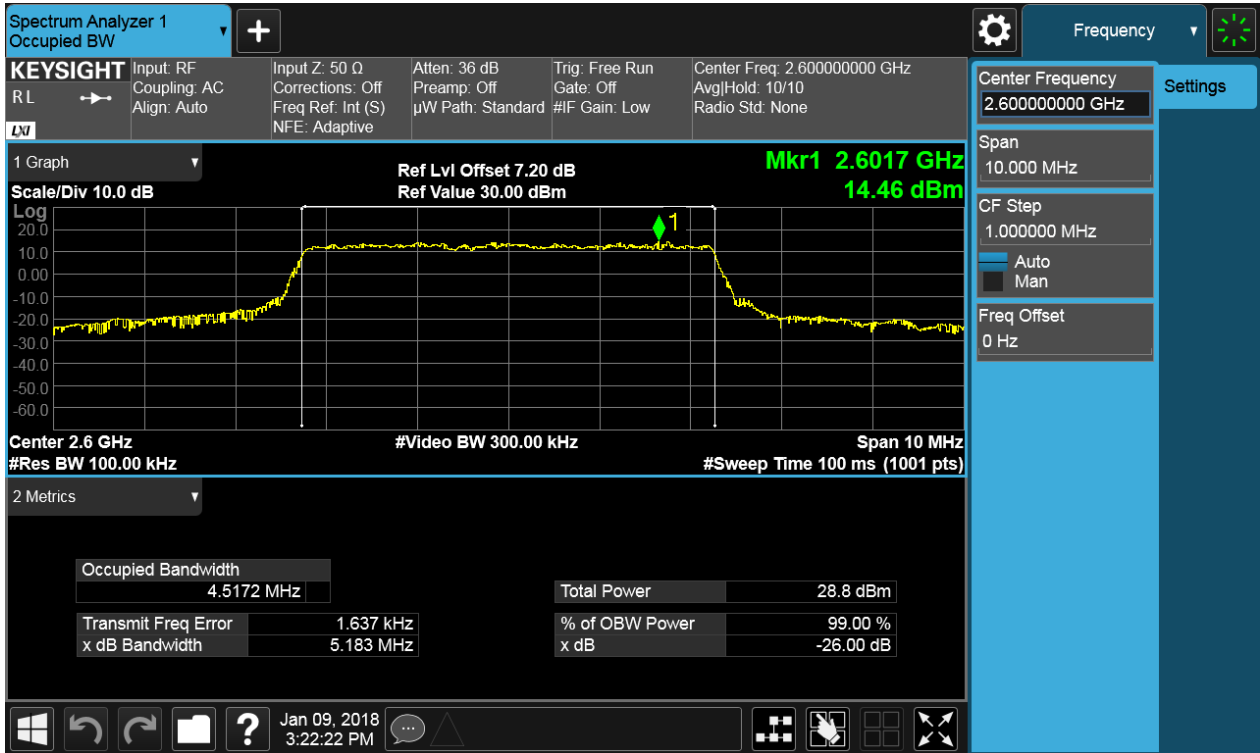 Spectrum Analyzer 1
Occupied BW
+
Frequency
KEYSIGHT
RL
LXI
Input: RF
Coupling: AC
Align: Auto
Input Z: 50 Ω
Corrections: Off
Freq Ref: Int (S)
NFE: Adaptive
Atten: 36 dB
Preamp: Off
µW Path: Standard
Trig: Free Run
Gate: Off
#IF Gain: Low
Center Freq: 2.600000000 GHz
Avg|Hold: 10/10
Radio Std: None
Center Frequency
2.600000000 GHz
Settings
Span
10.000 MHz
CF Step
1.000000 MHz
Auto
Man
Freq Offset
0 Hz
1 Graph
Scale/Div 10.0 dB
Ref Lvl Offset 7.20 dB
Ref Value 30.00 dBm
Mkr1 2.6017 GHz
14.46 dBm
Log
20.0
10.0
0.00
-10.0
-20.0
-30.0
-40.0
-50.0
-60.0
1
Center 2.6 GHz
#Video BW 300.00 kHz
Span 10 MHz
#Res BW 100.00 kHz
#Sweep Time 100 ms (1001 pts)
2 Metrics
Occupied Bandwidth
4.5172 MHz
Total Power 28.8 dBm
Transmit Freq Error 1.637 kHz
% of OBW Power 99.00 %
x dB Bandwidth 5.183 MHz
x dB -26.00 dB
?
Jan 09, 2018
3:22:22 PM